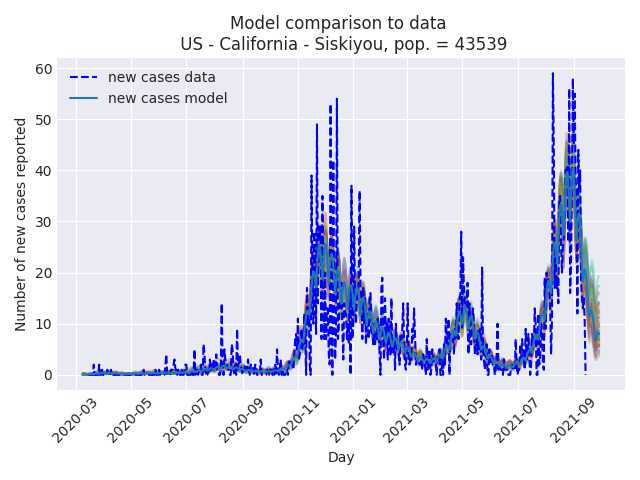 Model comparison to data
US - California - Siskiyou, pop. = 43539
new cases data
new cases model
Number of new cases reported
60
50
40
30
20
10
0
2020-03
2020-05
2020-07
2020-09
2020-11
2021-01
2021-03
2021-05
2021-07
2021-09
Day